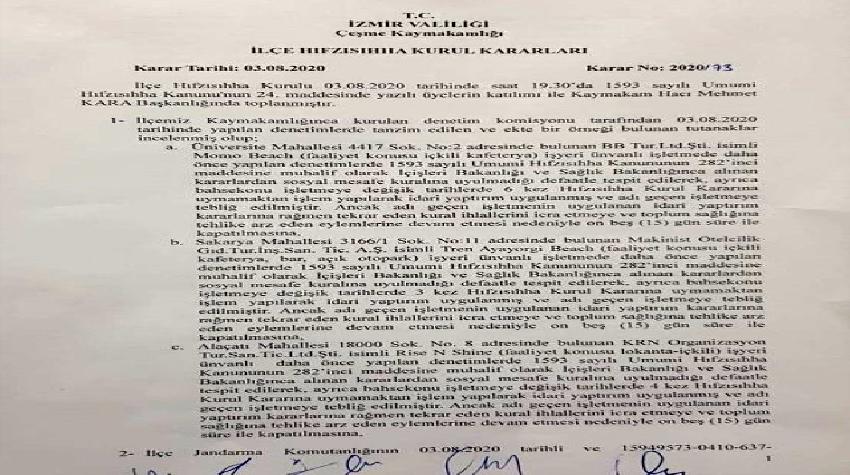 T.C.
İZMİR VALİLİĞİ
Çeşme Kaymakamlığı
İLÇE HIFZISIHHA KURUL KARARLARI
Karar Tarihi: 03.08.2020 Karar No: 2020/73
İlçe Hıfzısıhha Kurulu 03.08.2020 tarihinde saat 19.30'da 1593 sayılı Umumi
Hıfzısıhha Kanunu'nun 24. maddesinde yazılı üyelerin katılımı ile Kaymakam Hacı Mehmet
KARA Başkanlığında toplanmıştır.
1- İlçemiz Kaymakamlığınca kurulan denetim komisyonu tarafından 03.08.2020
tarihinde yapılan denetimlerde tanzim edilen ve ekte bir örneği bulunan tutanaklar
incelenmiş olup;
a. Üniversite Mahallesi 4417 Sok. No:2 adresinde bulunan BB Tur.Ltd.Şti. isimli
Momo Beach (faaliyet konusu içkili kafeterya) işyeri ünvanlı işletmede daha
önce yapılan denetimlerde 1593 sayılı Umumi Hıfzısıhha Kanununun 282'inci
maddesine muhalif olarak İçişleri Bakanlığı ve Sağlık Bakanlığınca alınan
kararlardan sosyal mesafe kuralına uyulmadığı defaatle tespit edilerek, ayrıca
bahsekonu işletmeye değişik tarihlerde 6 kez Hıfzısıhha Kurul Kararına
uymamaktan işlem yapılarak idari yaptırım uygulanmış ve adı geçen işletmeye
tebliğ edilmiştir. Ancak adı geçen işletmenin uygulanan idari yaptırım
kararlarına rağmen tekrar eden kural ihlallerini icra etmeye ve toplum sağlığına
tehlike arz eden eylemlerine devam etmesi nedeniyle on beş (15) gün süre ile
kapatılmasına,
b. Sakarya Mahallesi 3166/1 Sok. No:11 adresinde bulunan Makinist Otelcilik
Gıd.Tur.İnş.San. Tic. A.Ş. isimli Tren Ayayorgi Beach (faaliyet konusu içkili
kafeterya, bar, açık otopark) işyeri ünvanlı işletmede daha önce yapılan
denetimlerde 1593 sayılı Umumi Hıfzısıhha Kanununun 282'inci maddesine
muhalif olarak İçişleri Bakanlığı ve Sağlık Bakanlığınca alınan kararlardan
sosyal mesafe kuralına uyulmadığı defaatle tespit edilerek, ayrıca bahsekonu
işletmeye değişik tarihlerde 3 kez Hıfzısıhha Kurul Kararına uymamaktan
işlem yapılarak idari yaptırım uygulanmış ve adı geçen işletmeye tebliğ
edilmiştir. Ancak adı geçen işletmenin uygulanan idari yaptırım kararlarına
rağmen tekrar eden kural ihlallerini icra etmeye ve toplum sağlığına tehlike arz
eden eylemlerine devam etmesi nedeniyle on beş (15) gün süre ile
kapatılmasına,
c. Alaçatı Mahallesi 18000 Sok. No. 8 adresinde bulunan KRN Organizasyon
Tur.San.Tic.Ltd.Şti. isimli Rise N Shine (faaliyet konusu lokanta-içkili) işyeri
ünvanlı daha önce yapılan denetimlerde 1593 sayılı Umumi Hıfzısıhha
Kanununun 282'inci maddesine muhalif olarak İçişleri Bakanlığı ve Sağlık
Bakanlığınca alınan kararlardan sosyal mesafe kuralına uyulmadığı defaatle
tespit edilerek, ayrıca bahsekonu işletmeye değişik tarihlerde 4 kez Hıfzısıhha
Kurul Kararına uymamaktan işlem yapılarak idari yaptırım uygulanmış ve adı
geçen işletmeye tebliğ edilmiştir. Ancak adı geçen işletmenin uygulanan idari
yaptırım kararlarına rağmen tekrar eden kural ihlallerini icra etmeye ve toplum
sağlığına tehlike arz eden eylemlerine devam etmesi nedeniyle on beş (15) gün
süre ile kapatılmasına.
2- İlçe Jandarma Komutanlığının 03.08.2020 tarihli ve 15949573-0410-637-
1